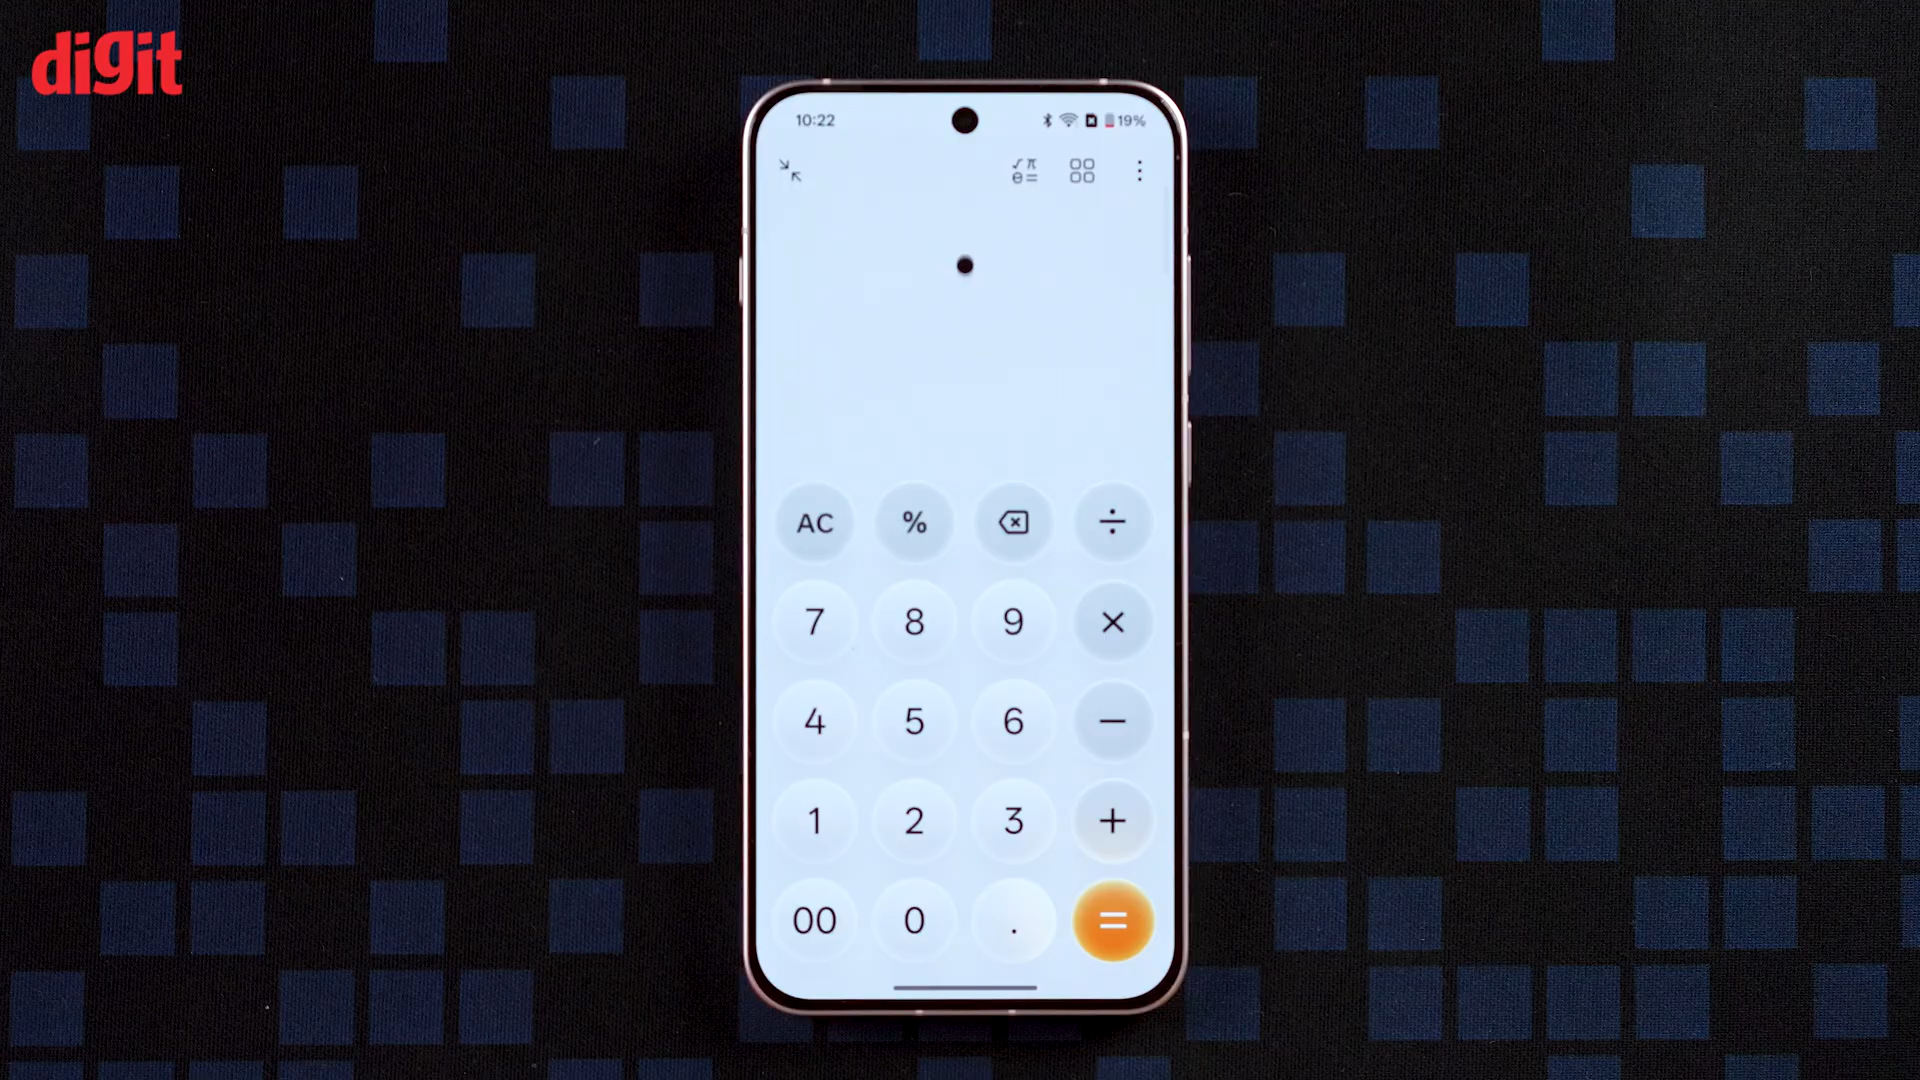 digit
10:22 19%
√ π
e =
AC % ÷
7 8 9 ×
4 5 6 −
1 2 3 +
00 0 . =